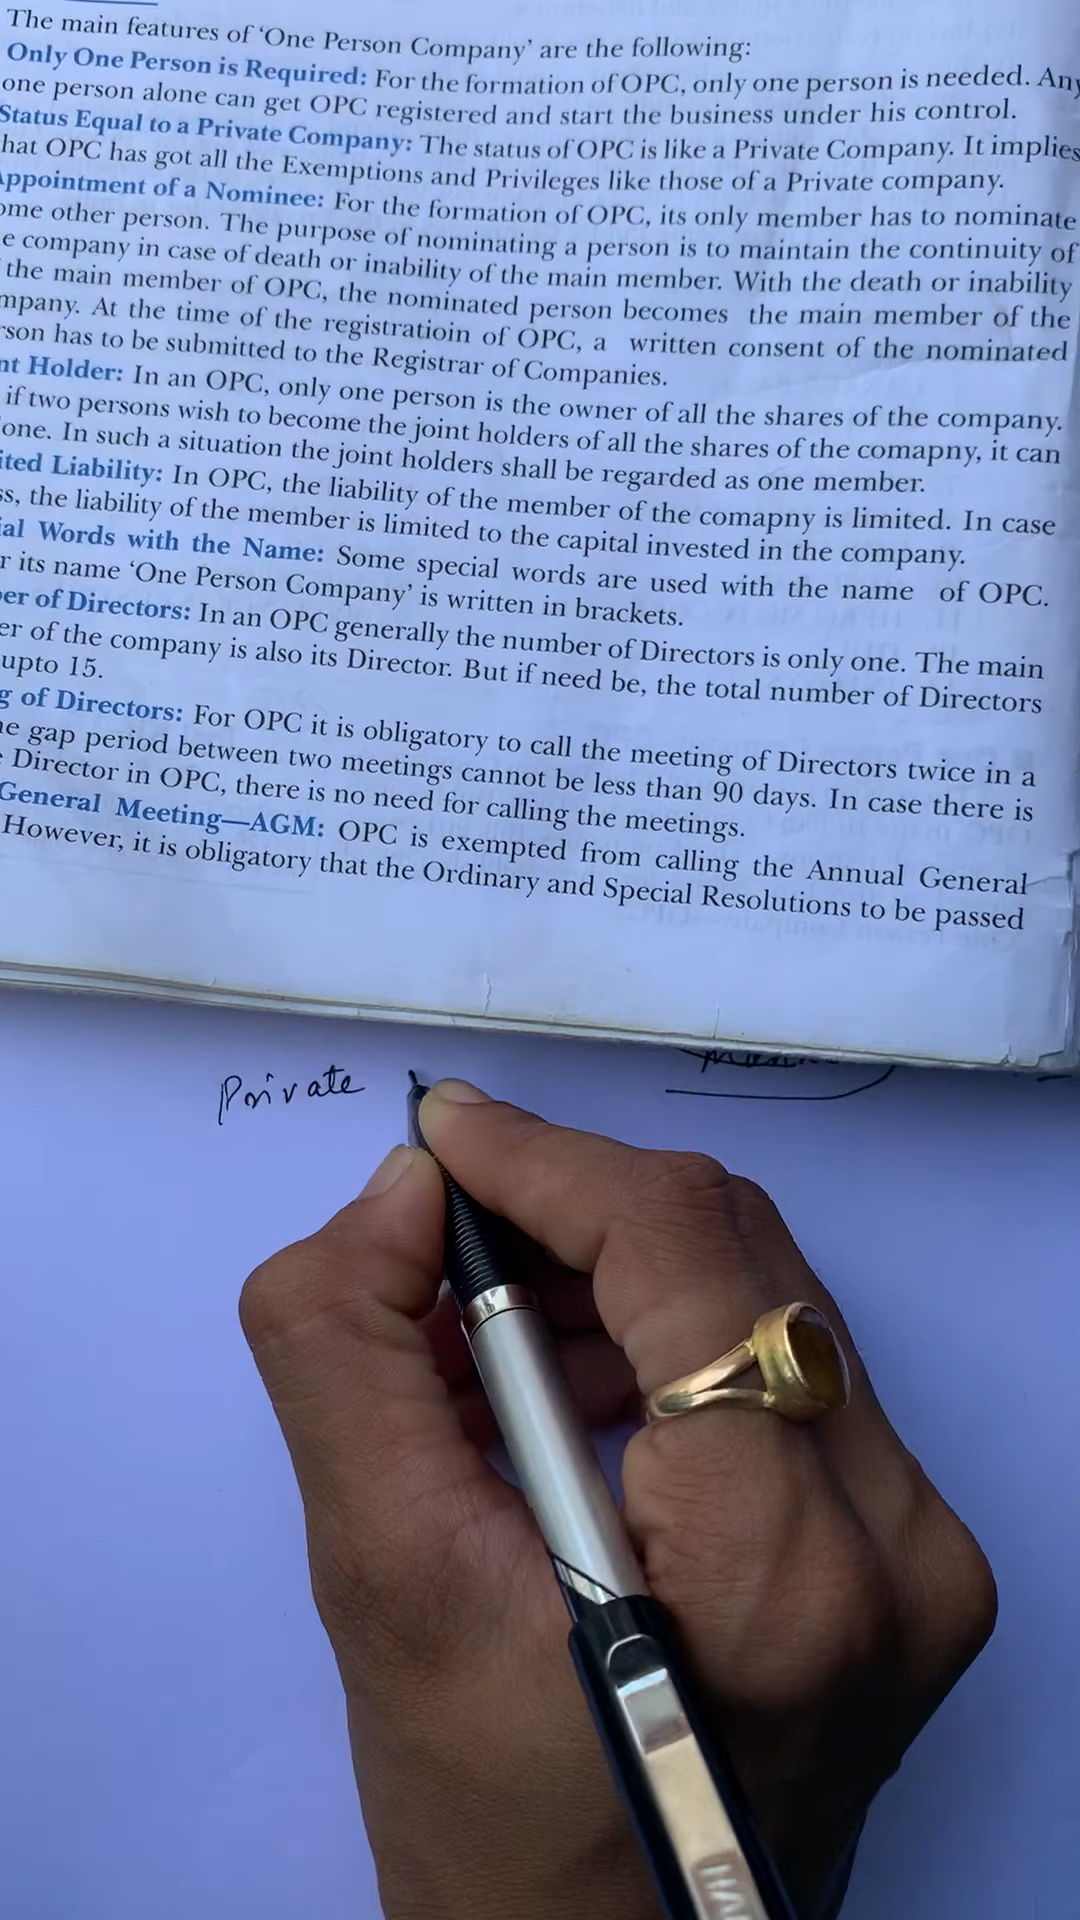 The main features of 'One Person Company' are the following:
Only One Person is Required: For the formation of OPC, only one person is needed. Any
one person alone can get OPC registered and start the business under his control.
Status Equal to a Private Company: The status of OPC is like a Private Company. It implies
hat OPC has got all the Exemptions and Privileges like those of a Private company.
Appointment of a Nominee: For the formation of OPC, its only member has to nominate
ome other person. The purpose of nominating a person is to maintain the continuity of
e company in case of death or inability of the main member. With the death or inability
the main member of OPC, the nominated person becomes the main member of the
mpany. At the time of the registratioin of OPC, a written consent of the nominated
rson has to be submitted to the Registrar of Companies.
nt Holder: In an OPC, only one person is the owner of all the shares of the company.
if two persons wish to become the joint holders of all the shares of the comapny, it can
one. In such a situation the joint holders shall be regarded as one member.
ited Liability: In OPC, the liability of the member of the comapny is limited. In case
ss, the liability of the member is limited to the capital invested in the company.
ial Words with the Name: Some special words are used with the name of OPC.
r its name 'One Person Company' is written in brackets.
er of Directors: In an OPC generally the number of Directors is only one. The main
er of the company is also its Director. But if need be, the total number of Directors
upto 15.
g of Directors: For OPC it is obligatory to call the meeting of Directors twice in a
he gap period between two meetings cannot be less than 90 days. In case there is
Director in OPC, there is no need for calling the meetings.
General Meeting—AGM: OPC is exempted from calling the Annual General
However, it is obligatory that the Ordinary and Special Resolutions to be passed
Private